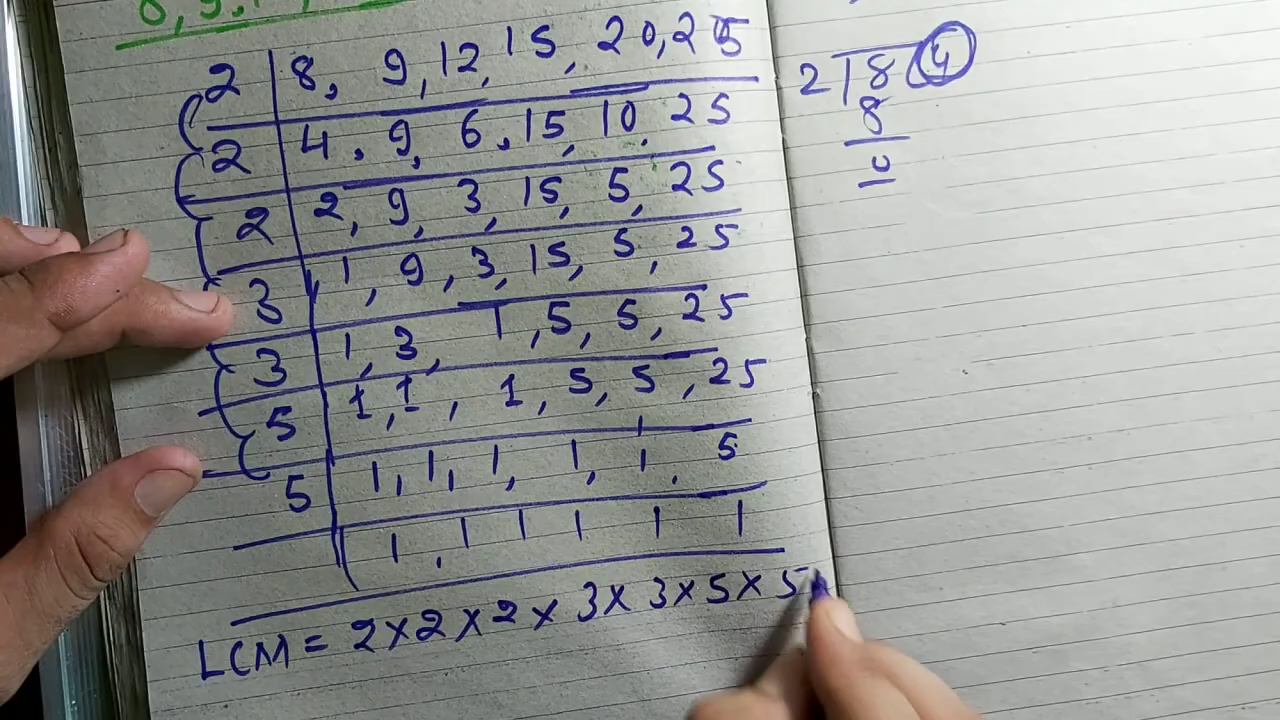 2 8, 9, 12, 15, 20, 25
2 4, 9, 6, 15, 10, 25
2 2, 9, 3, 15, 5, 25
3 1, 9, 3, 15, 5, 25
3 1, 3, 1, 5, 5, 25
5 1, 1, 1, 5, 5, 25
5 1, 1, 1, 1, 1, 5
1, 1 1 1 1 1
LCM = 2×2×2×3×3×5×5
2 8 4
8
0